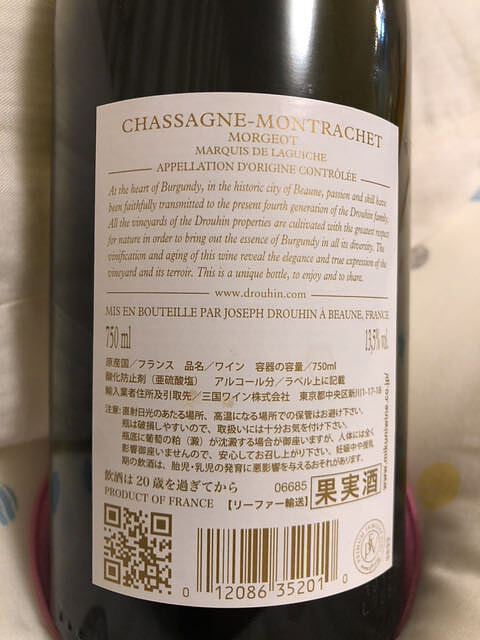 CHASSAGNE-MONTRACHET
MORGEOT
MARQUIS DE LAGUICHE
APPELLATION D'ORIGINE CONTRÔLÉE
At the heart of Burgundy, in the historic city of Beaune, passion and skill have
been faithfully transmitted to the present fourth generation of the Drouhin family.
All the vineyards of the Drouhin properties are cultivated with the greatest respect
for nature in order to bring out the essence of Burgundy in all its diversity. The
vinification and aging of this wine reveal the elegance and true expression of the
vineyard and its terroir. This is a unique bottle, to enjoy and to share.
www.drouhin.com
MIS EN BOUTEILLE PAR JOSEPH DROUHIN À BEAUNE, FRANCE
750 ml 13,5% vol.
原産国／フランス 品名／ワイン 容器の容量／750ml
酸化防止剤（亜硫酸塩） アルコール分／ラベル上に記載
輸入業者住所及引取先／三国ワイン株式会社 東京都中央区新川1-17-18
注意:直射日光のあたる場所、高温になる場所での保管はお避け下さい。
瓶は破損しやすいので、取扱いには十分お気を付け下さい。
瓶底に葡萄の粕（澱）が沈澱する場合が御座いますが、人体には全く
影響御座いませんので、安心してお召し上がり下さい。妊娠中や授乳
期の飲酒は、胎児・乳児の発育に悪影響を与えるおそれがあります。
www.mikuniwine.co.jp/
飲酒は20歳を過ぎてから
PRODUCT OF FRANCE
06685
【リーファー輸送】
果実酒
0 12086 35201 0